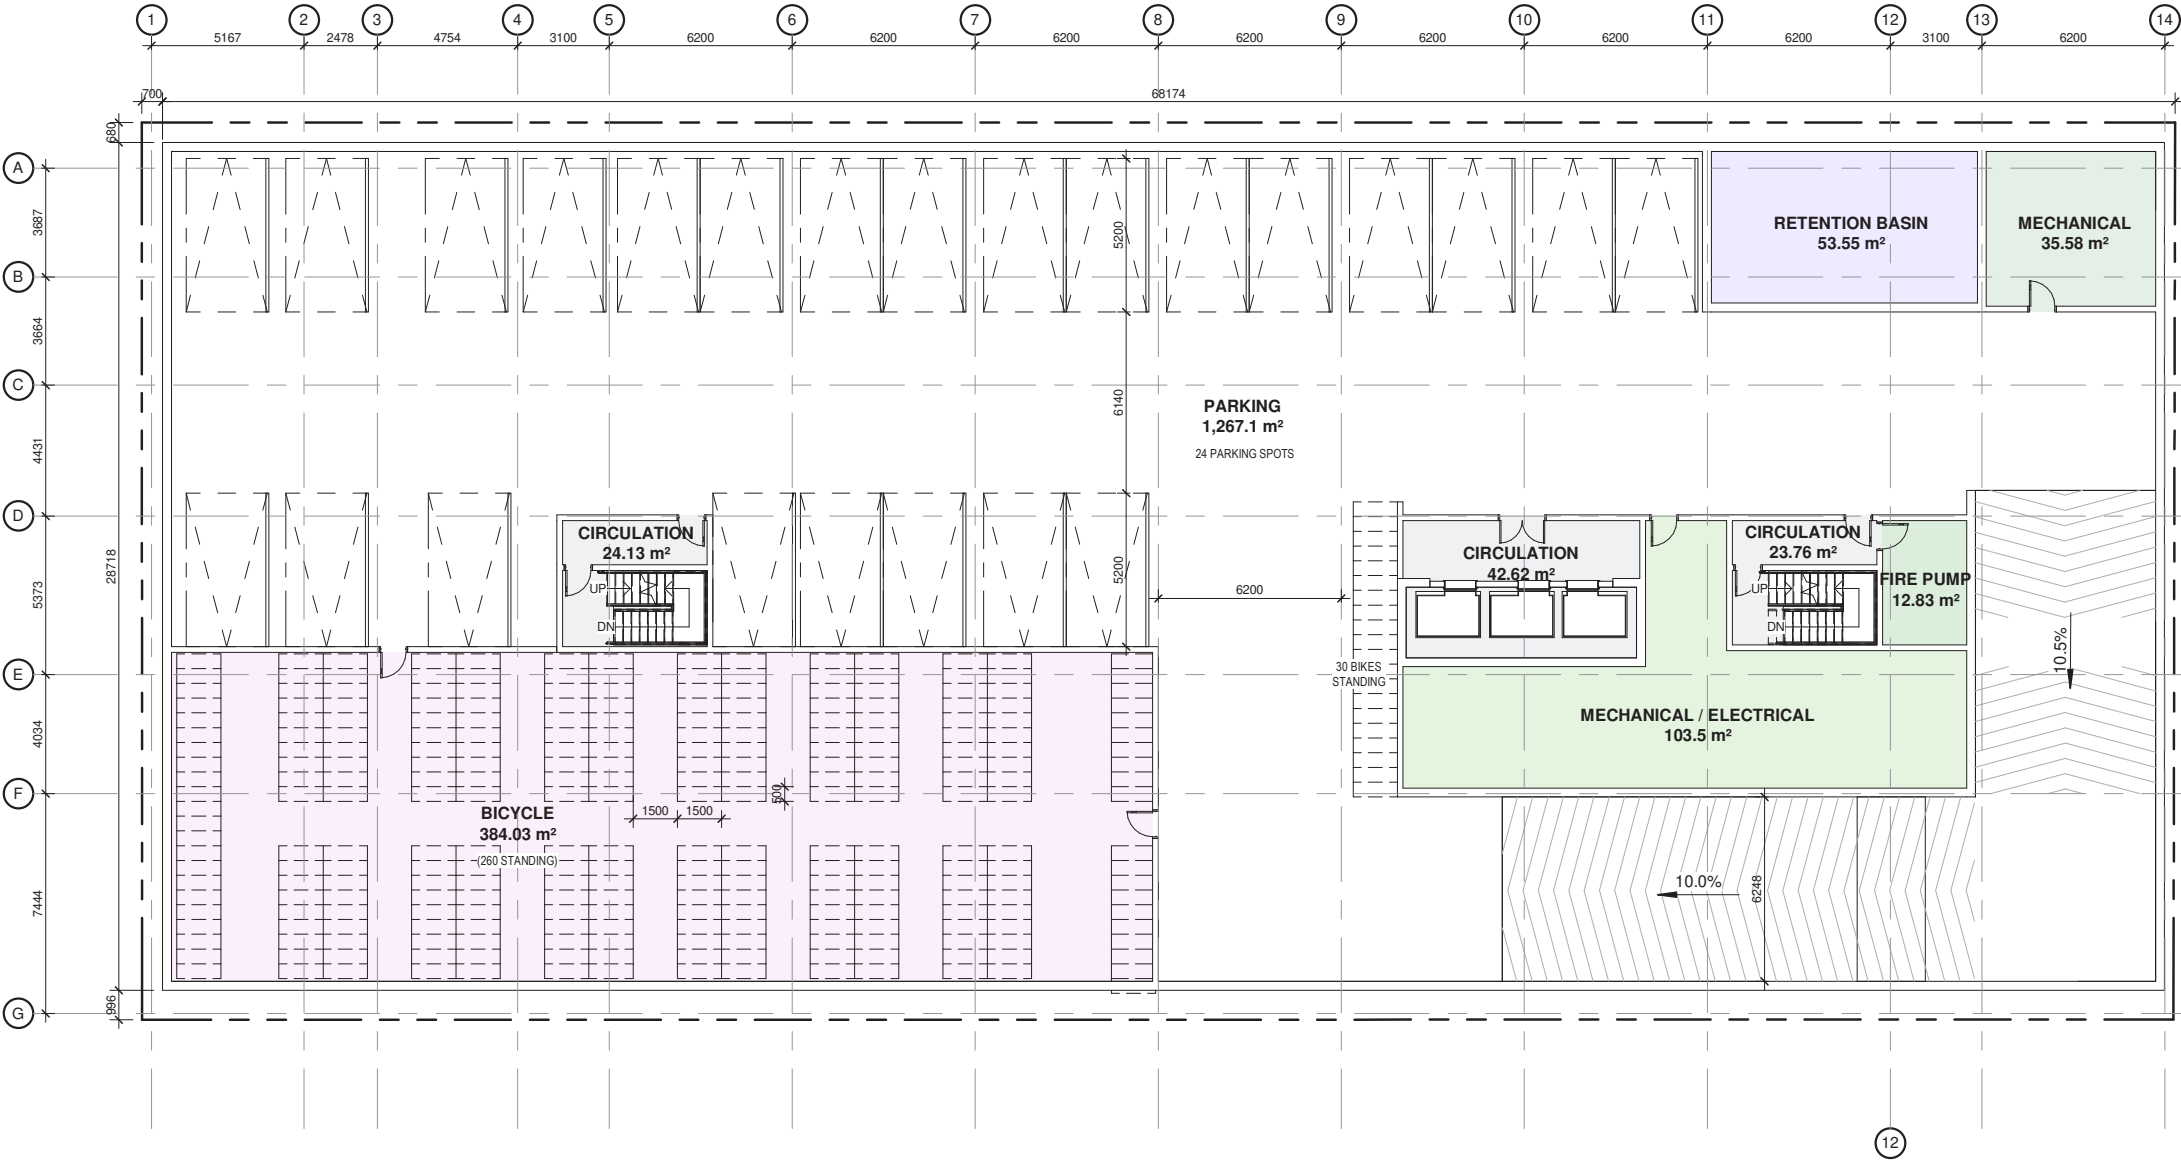 1 2 3 4 5 6 7 8 9 10 11 12 13 14
5167 2478 4754 3100 6200 6200 6200 6200 6200 6200 6200 3100 6200
700 68174
680
A
3687
RETENTION BASIN
53.55 m²
MECHANICAL
35.58 m²
5200
B
3664
C
6140
PARKING
1,267.1 m²
24 PARKING SPOTS
4431
D
CIRCULATION
24.13 m²
UP
DN
28718
5373
5200
6200
CIRCULATION
42.62 m²
CIRCULATION
23.76 m²
UP
DN
FIRE PUMP
12.83 m²
10.5%
E
30 BIKES
STANDING
4034
MECHANICAL / ELECTRICAL
103.5 m²
F
500
1500 1500
BICYCLE
384.03 m²
(260 STANDING)
7444
10.0%
6248
996
G
12